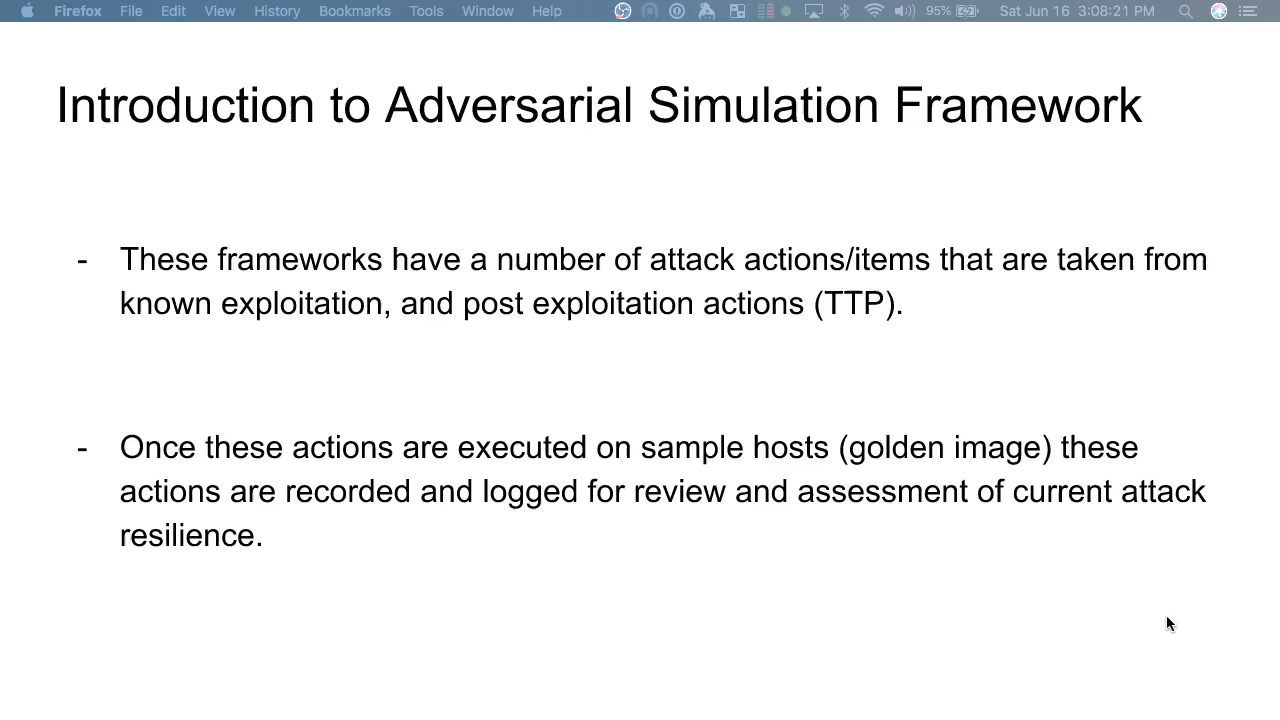 Firefox File Edit View History Bookmarks Tools Window Help 95% Sat Jun 16 3:08:21 PM
Introduction to Adversarial Simulation Framework
- These frameworks have a number of attack actions/items that are taken from
known exploitation, and post exploitation actions (TTP).
- Once these actions are executed on sample hosts (golden image) these
actions are recorded and logged for review and assessment of current attack
resilience.